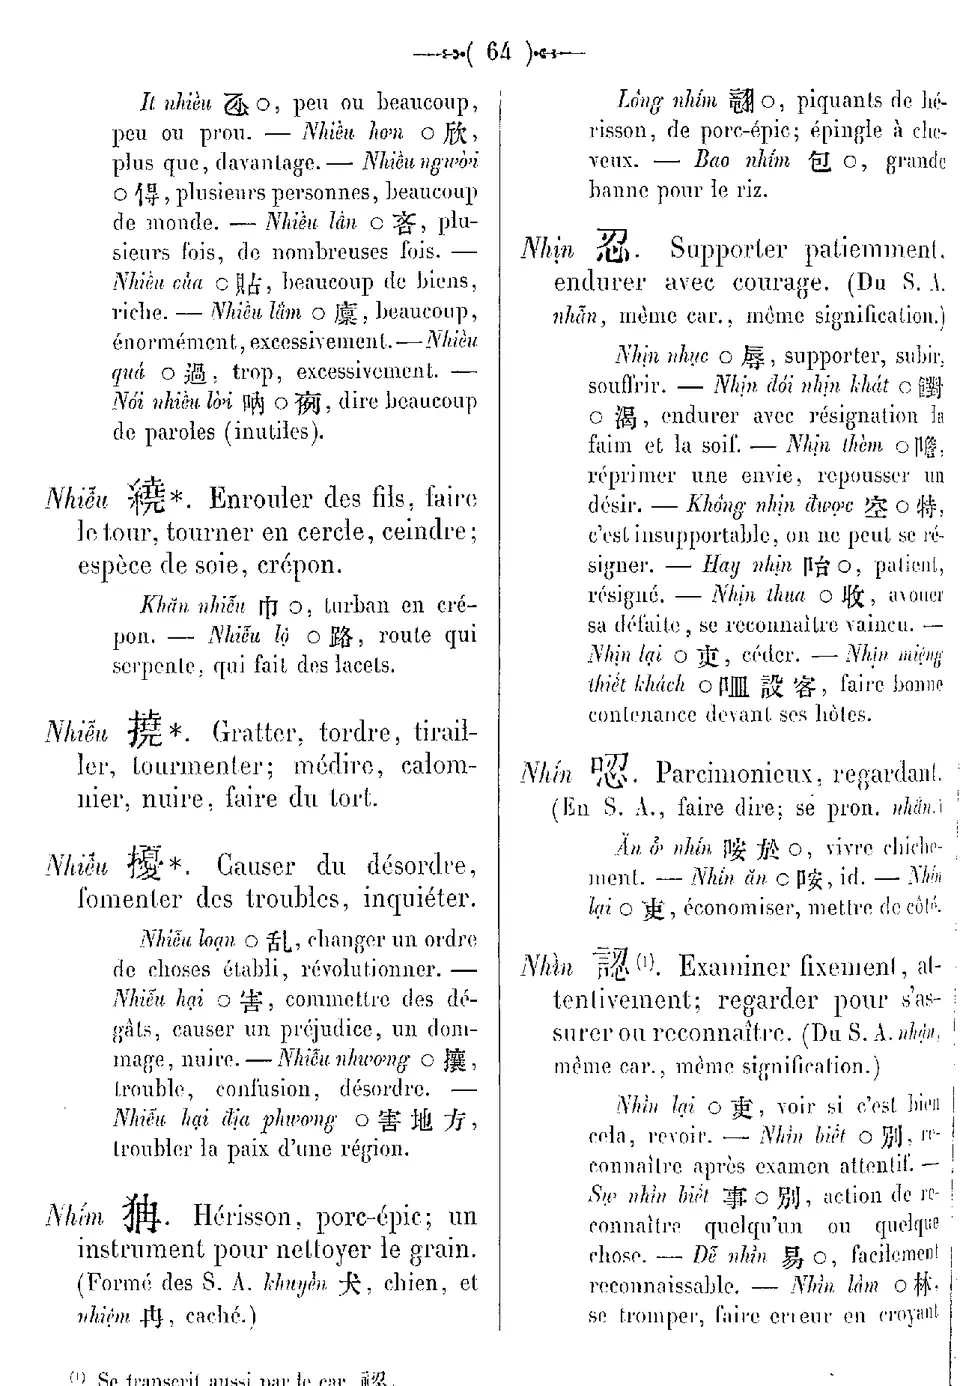 ( 64 )
Ít nhiều 𠃣 ○, peu ou beaucoup,
peu ou prou. — Nhiều hơn ○ 欣,
plus que, davantage. — Nhiều người
○ 得, plusieurs personnes, beaucoup
de monde. — Nhiều lần ○ 吝, plu-
sieurs fois, de nombreuses fois. —
Nhiều của ○ 貼, beaucoup de biens,
riche. — Nhiều lắm ○ 廩, beaucoup,
énormément, excessivement. — Nhiều
quá ○ 過, trop, excessivement. —
Nói nhiều lời 吶 ○, dire beaucoup
de paroles (inutiles).
Nhiễu 繞*. Enrouler des fils, faire
le tour, tourner en cercle, ceindre;
espèce de soie, crépon.
Khăn nhiễu 巾 ○, turban en cré-
pon. — Nhiễu lộ ○ 路, route qui
serpente, qui fait des lacets.
Nhiễu 撓*. Gratter, tordre, tirail-
ler, tourmenter; médire, calom-
nier, nuire, faire du tort.
Nhiễu 擾*. Causer du désordre,
fomenter des troubles, inquiéter.
Nhiễu loạn ○ 乱, changer un ordre
de choses établi, révolutionner. —
Nhiễu hại ○ 害, commettre des dé-
gâts, causer un préjudice, un dom-
mage, nuire. — Nhiễu nhương ○ 攘,
trouble, confusion, désordre. —
Nhiễu hại địa phương ○ 害 地 方,
troubler la paix d'une région.
Nhím. Hérisson, porc-épic; un
instrument pour nettoyer le grain.
(Formé des S. A. khuyển 犬, chien, et
nhiệm 冉, caché.)
Lông nhím ○, piquants de hé-
risson, de porc-épic; épingle à che-
veux. — Bao nhím 包 ○, grande
banne pour le riz.
Nhịn 忍. Supporter patiemment,
endurer avec courage. (Du S. A.
nhẫn, même car., même signification.)
Nhịn nhục ○ 辱, supporter, subir,
souffrir. — Nhịn đói nhịn khát ○
○ 渴, endurer avec résignation la
faim et la soif. — Nhịn thèm ○,
réprimer une envie, repousser un
désir. — Không nhịn được 空 ○ 特,
c'est insupportable, on ne peut se ré-
signer. — Hay nhịn 咍 ○, patient,
résigné. — Nhịn thua ○ 收, avouer
sa défaite, se reconnaître vaincu. —
Nhịn lại ○ 吏, céder. — Nhịn miệng
thiết khách ○ 𠰘 設 客, faire bonne
contenance devant ses hôtes.
Nhín 㖇. Parcimonieux, regardant.
(En S. A., faire dire; se pron. nhẫn.)
Ăn ở nhín 咹 於 ○, vivre chiche-
ment. — Nhín ăn ○ 咹, id. — Nhín
lại ○ 吏, économiser, mettre de côté.
Nhìn 認 (1). Examiner fixement, at-
tentivement; regarder pour s'as-
surer ou reconnaître. (Du S. A. nhận,
même car., même signification.)
Nhìn lại ○ 吏, voir si c'est bien
cela, revoir. — Nhìn biết ○ 別, re-
connaître après examen attentif. —
Sự nhìn biết 事 ○ 別, action de re-
connaître quelqu'un ou quelque
chose. — Dễ nhìn 易 ○, facilement
reconnaissable. — Nhìn lầm ○ 林,
se tromper, faire erreur en croyant
(1) Se transcrit aussi par le car.